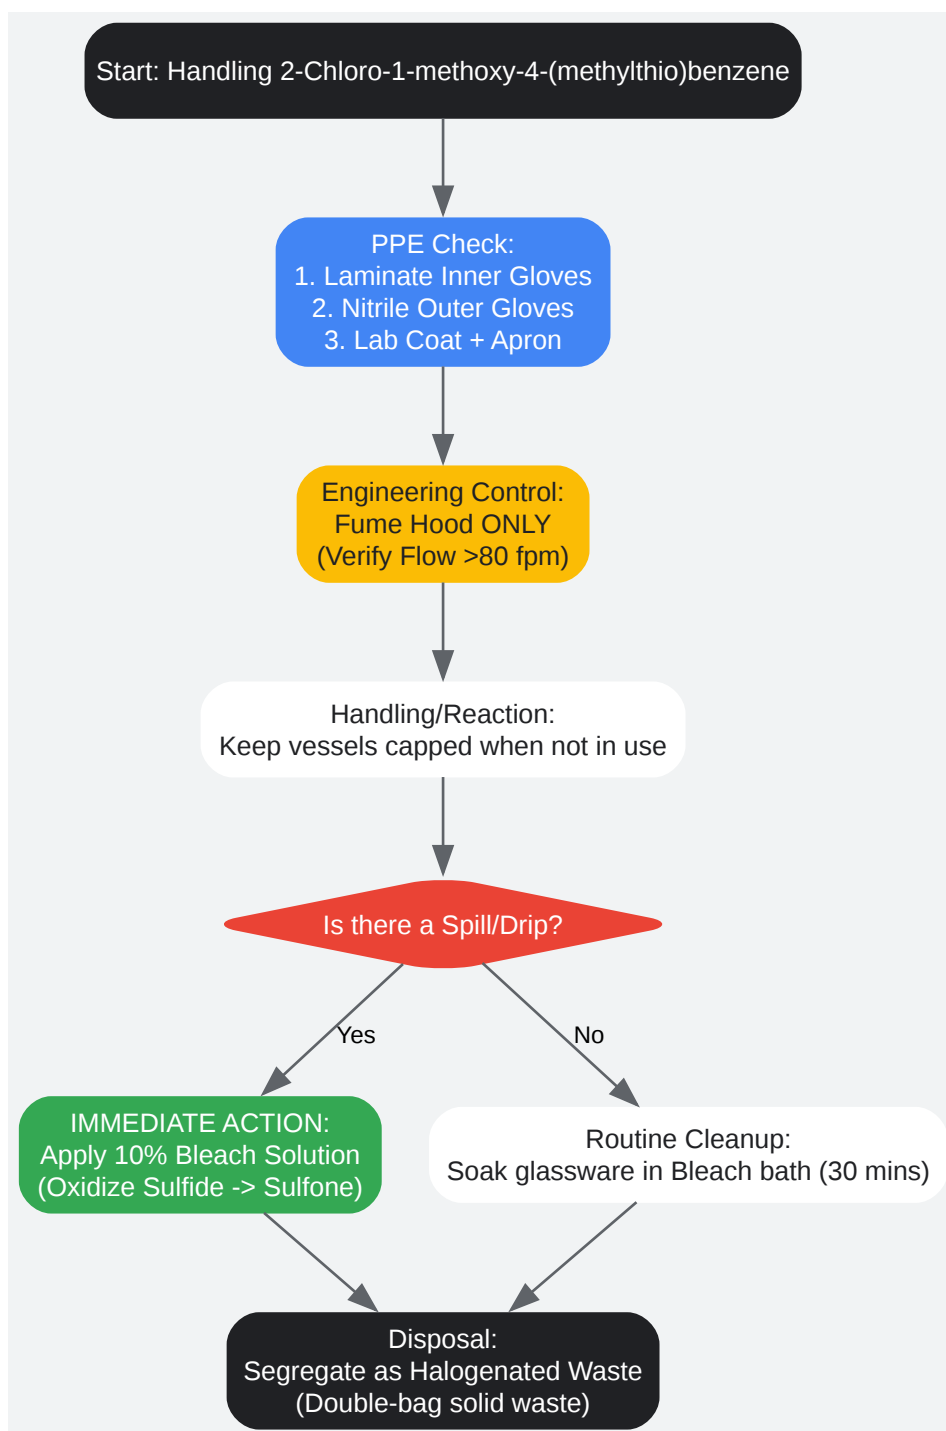 Start: Handling 2-Chloro-1-methoxy-4-(methylthio)benzene
PPE Check:
1. Laminate Inner Gloves
2. Nitrile Outer Gloves
3. Lab Coat + Apron
Engineering Control:
Fume Hood ONLY
(Verify Flow >80 fpm)
Handling/Reaction:
Keep vessels capped when not in use
Is there a Spill/Drip?
Yes
No
IMMEDIATE ACTION:
Apply 10% Bleach Solution
(Oxidize Sulfide -> Sulfone)
Routine Cleanup:
Soak glassware in Bleach bath (30 mins)
Disposal:
Segregate as Halogenated Waste
(Double-bag solid waste)